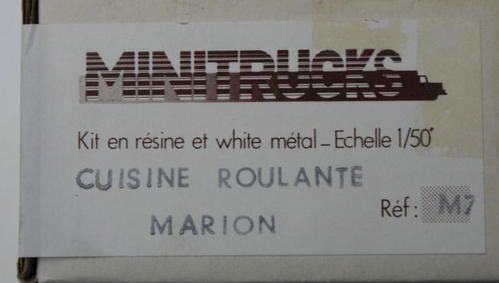 MINITRUCKS
Kit en résine et white métal - Echelle 1/50°
CUISINE ROULANTE
MARION
Réf: M7